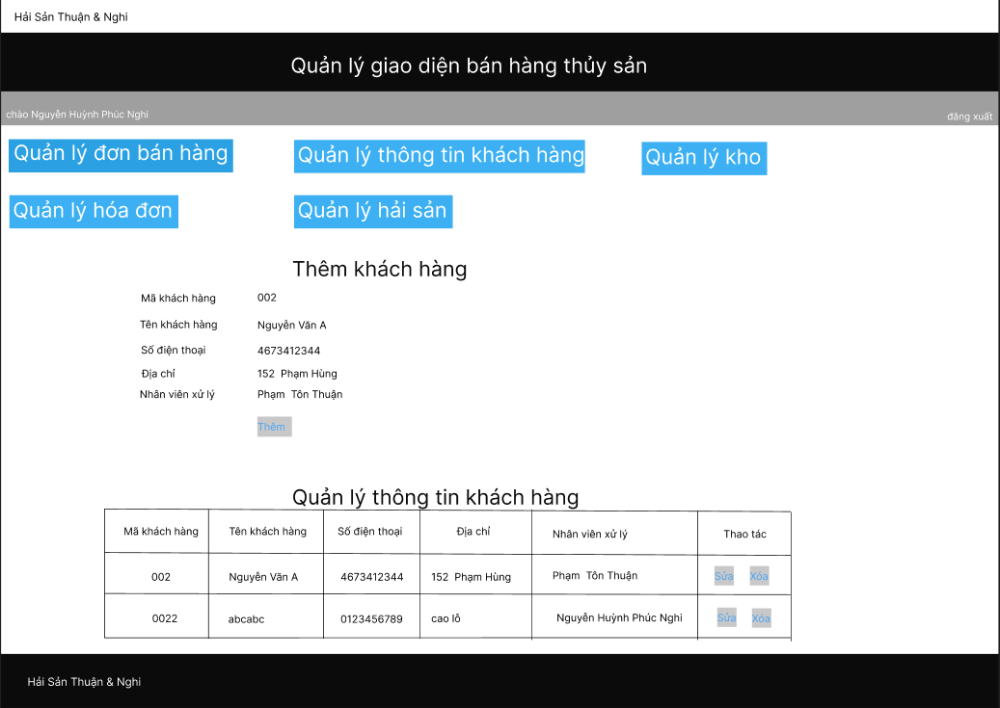 Hải Sản Thuận & Nghi
Quản lý giao diện bán hàng thủy sản
chào Nguyễn Huỳnh Phúc Nghi
đăng xuất
Quản lý đơn bán hàng
Quản lý thông tin khách hàng
Quản lý kho
Quản lý hóa đơn
Quản lý hải sản
Thêm khách hàng
Mã khách hàng 002
Tên khách hàng Nguyễn Văn A
Số điện thoại 4673412344
Địa chỉ 152 Phạm Hùng
Nhân viên xử lý Phạm Tôn Thuận
Thêm
Quản lý thông tin khách hàng
Mã khách hàng Tên khách hàng Số điện thoại Địa chỉ Nhân viên xử lý Thao tác
002 Nguyễn Văn A 4673412344 152 Phạm Hùng Phạm Tôn Thuận Sửa Xóa
0022 abcabc 0123456789 cao lỗ Nguyễn Huỳnh Phúc Nghi Sửa Xóa
Hải Sản Thuận & Nghi